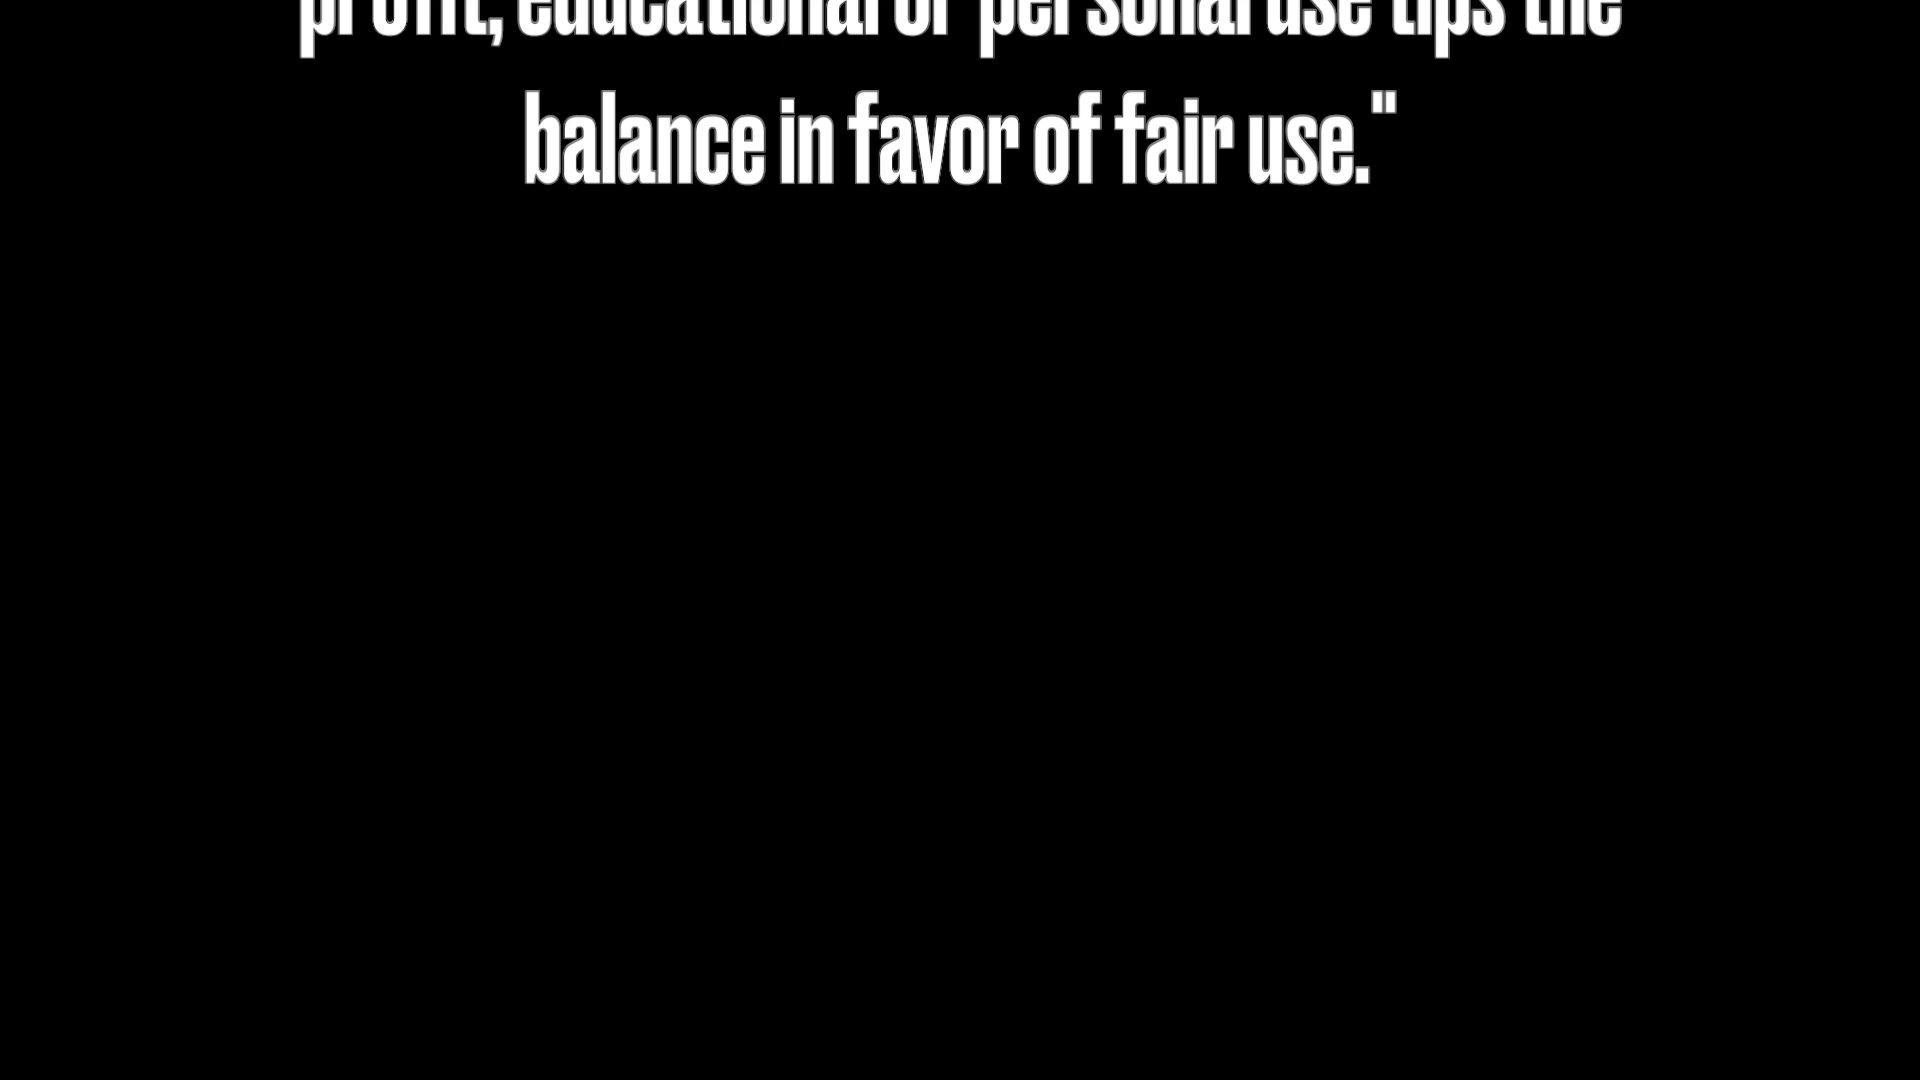 profit, educational or personal use tips the
balance in favor of fair use."